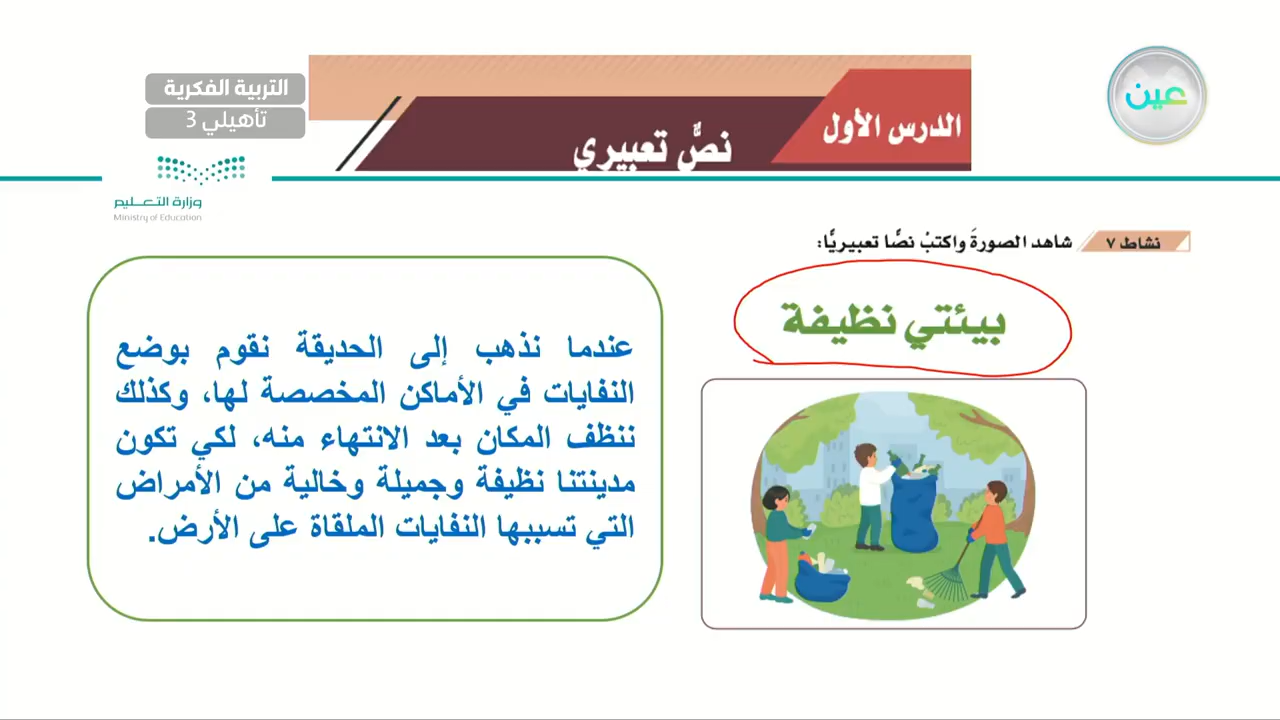 عين
التربية الفكرية
تأهيلي 3
وزارة التعـليم
Ministry of Education
الدرس الأول
نصٌّ تعبيري
نشاط ٧
شاهد الصورةَ واكتبْ نصًّا تعبيريًّا:
بيئتي نظيفة
عندما نذهب إلى الحديقة نقوم بوضع
النفايات في الأماكن المخصصة لها، وكذلك
ننظف المكان بعد الانتهاء منه، لكي تكون
مدينتنا نظيفة وجميلة وخالية من الأمراض
التي تسببها النفايات الملقاة على الأرض.